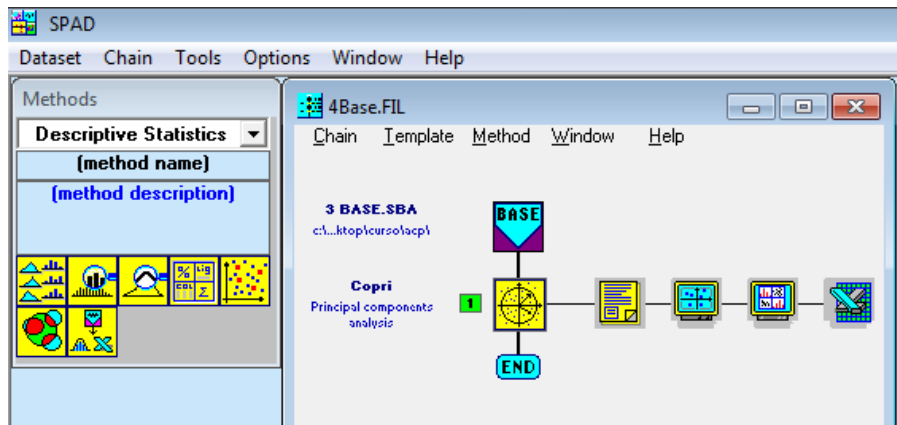 SPAD
Dataset Chain Tools Options Window Help
Methods
Descriptive Statistics
(method name)
(method description)
4Base.FIL
Chain Template Method Window Help
3 BASE.SBA
c:\...ktop\curso\acp\
BASE
Copri
Principal components
analysis
1
END